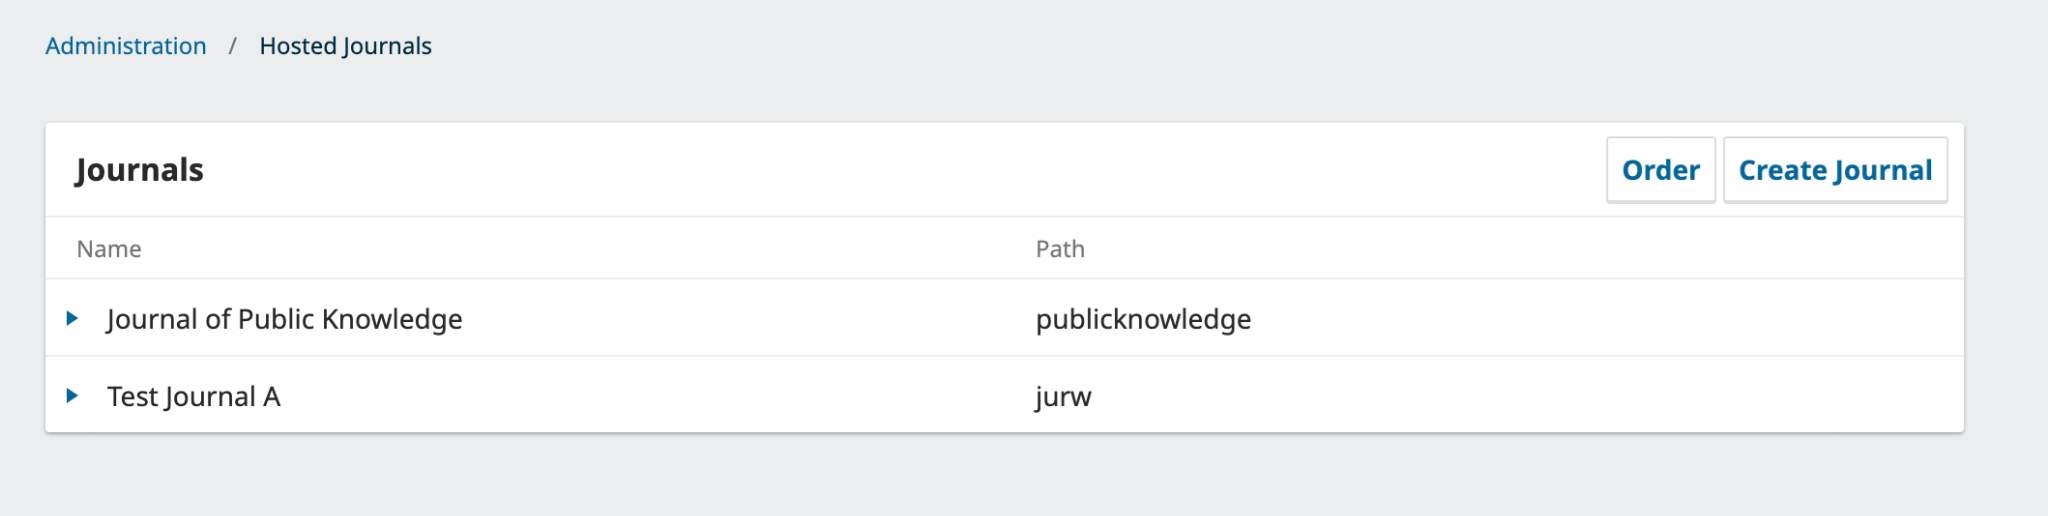 Administration / Hosted Journals
Journals Order Create Journal
Name Path
Journal of Public Knowledge publicknowledge
Test Journal A jurw